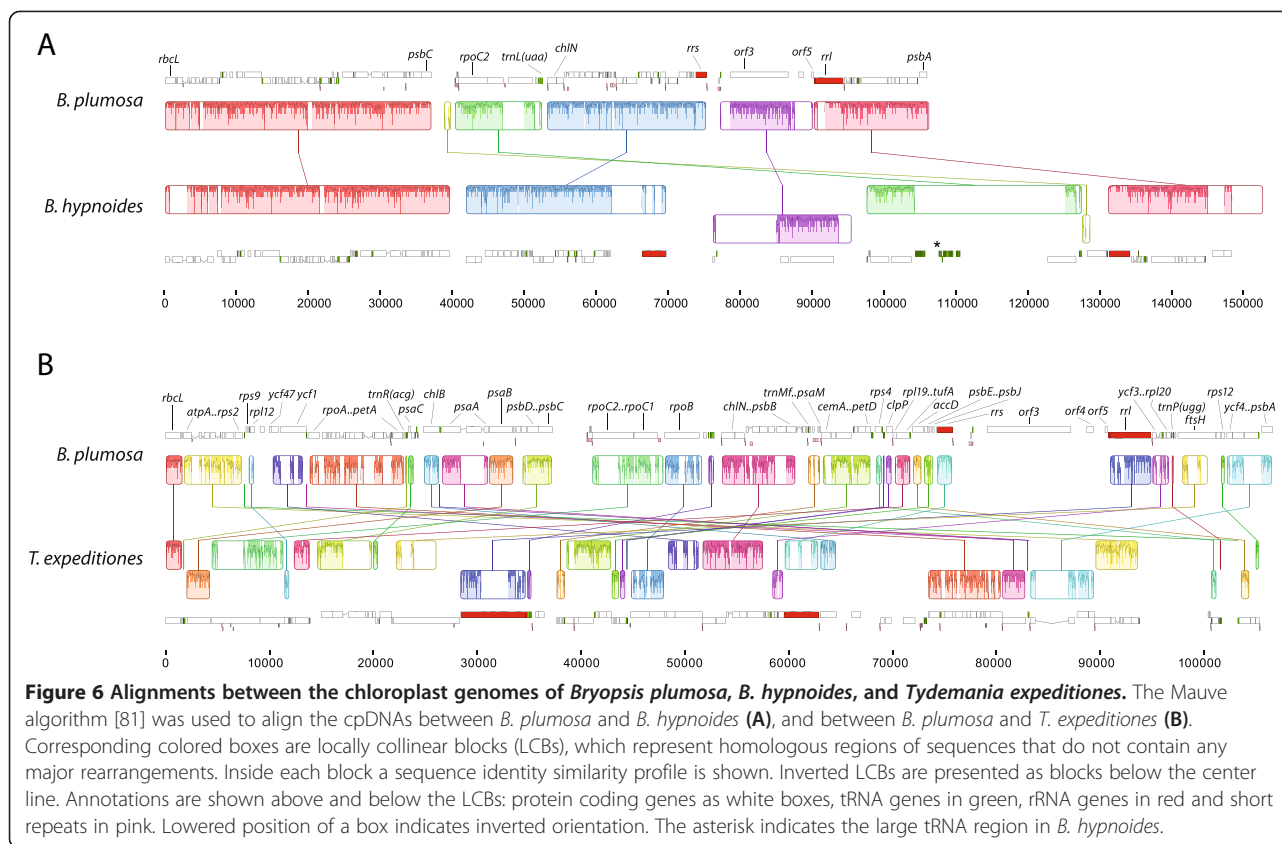 A
rbcL psbC rpoC2 trnL(uaa) chlN rrs orf3 orf5 rrl psbA
B. plumosa
B. hypnoides
*
0 10000 20000 30000 40000 50000 60000 70000 80000 90000 100000 110000 120000 130000 140000 150000
B
rbcL atpA..rps2 rps9 rpl12 ycf47 ycf1 rpoA..petA trnR(acg) psaC chlB psaA psaB psbD..psbC rpoC2..rpoC1 rpoB chlN..psbB trnMf..psaM cemA..petD rps4 clpP rpl19..tufA accD psbE..psbJ rrs orf3 orf4 orf5 rrl ycf3..rpl20 trnP(ugg) ftsH rps12 ycf4..psbA
B. plumosa
T. expeditiones
0 10000 20000 30000 40000 50000 60000 70000 80000 90000 100000
Figure 6 Alignments between the chloroplast genomes of Bryopsis plumosa, B. hypnoides, and Tydemania expeditiones. The Mauve
algorithm [81] was used to align the cpDNAs between B. plumosa and B. hypnoides (A), and between B. plumosa and T. expeditiones (B).
Corresponding colored boxes are locally collinear blocks (LCBs), which represent homologous regions of sequences that do not contain any
major rearrangements. Inside each block a sequence identity similarity profile is shown. Inverted LCBs are presented as blocks below the center
line. Annotations are shown above and below the LCBs: protein coding genes as white boxes, tRNA genes in green, rRNA genes in red and short
repeats in pink. Lowered position of a box indicates inverted orientation. The asterisk indicates the large tRNA region in B. hypnoides.